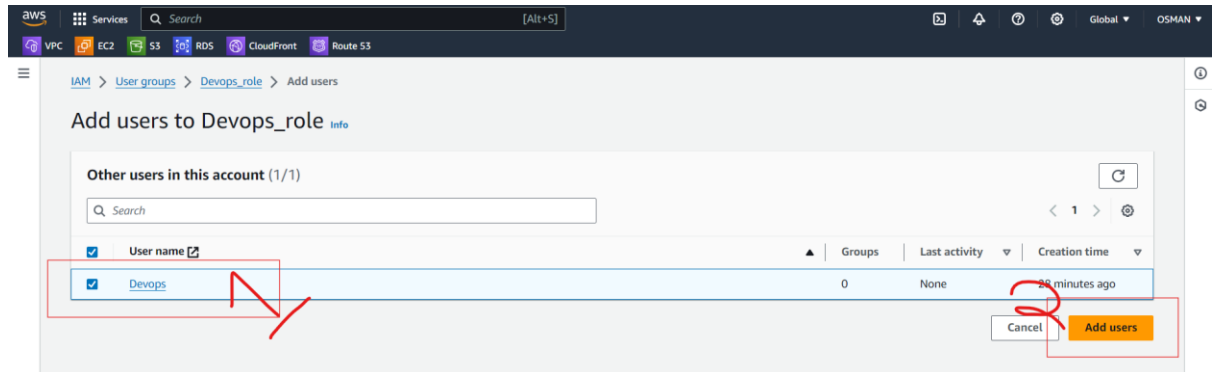 aws Services Search [Alt+S] Global ▼ OSMAN ▼
VPC EC2 S3 RDS CloudFront Route 53
IAM > User groups > Devops_role > Add users
Add users to Devops_role Info
Other users in this account (1/1)
Search < 1 >
User name ▲ Groups Last activity ▽ Creation time ▽
Devops 0 None minutes ago
2
Cancel Add users